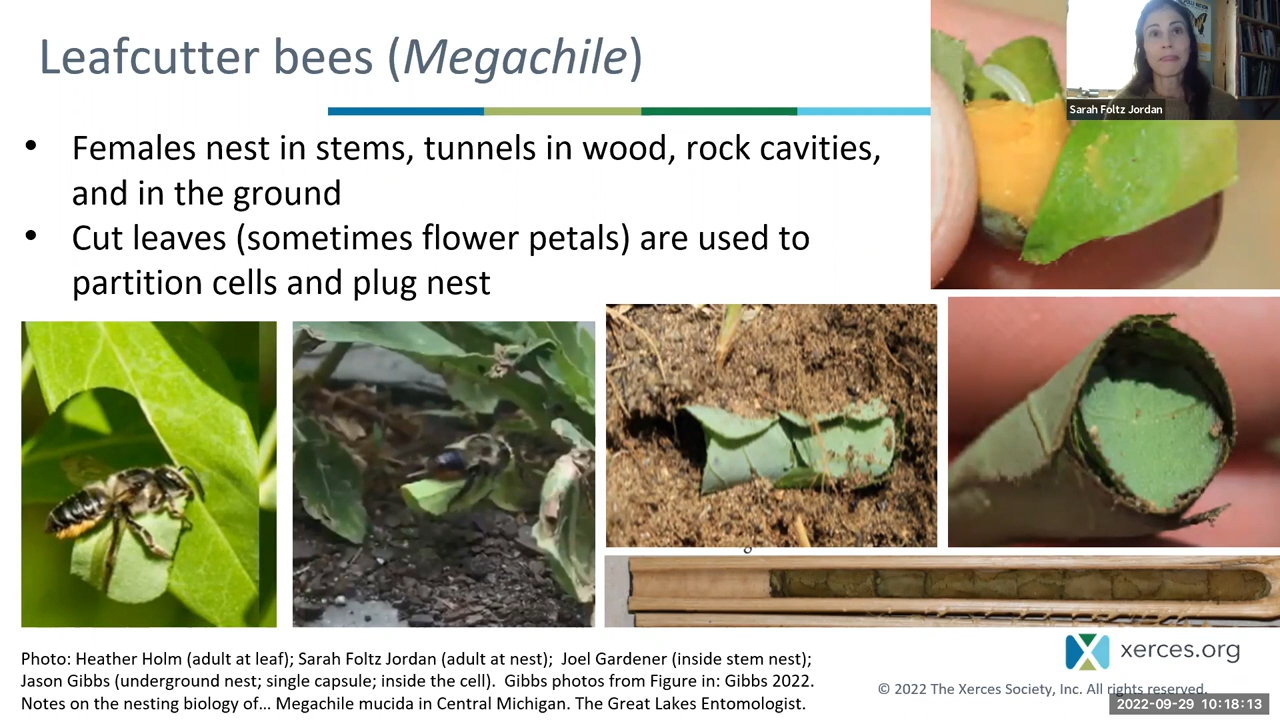 Leafcutter bees (Megachile)
Sarah Foltz Jordan
• Females nest in stems, tunnels in wood, rock cavities,
and in the ground
• Cut leaves (sometimes flower petals) are used to
partition cells and plug nest
Photo: Heather Holm (adult at leaf); Sarah Foltz Jordan (adult at nest); Joel Gardener (inside stem nest);
Jason Gibbs (underground nest; single capsule; inside the cell). Gibbs photos from Figure in: Gibbs 2022.
Notes on the nesting biology of... Megachile mucida in Central Michigan. The Great Lakes Entomologist.
xerces.org
© 2022 The Xerces Society, Inc. All rights reserved.
2022-09-29 10:18:13